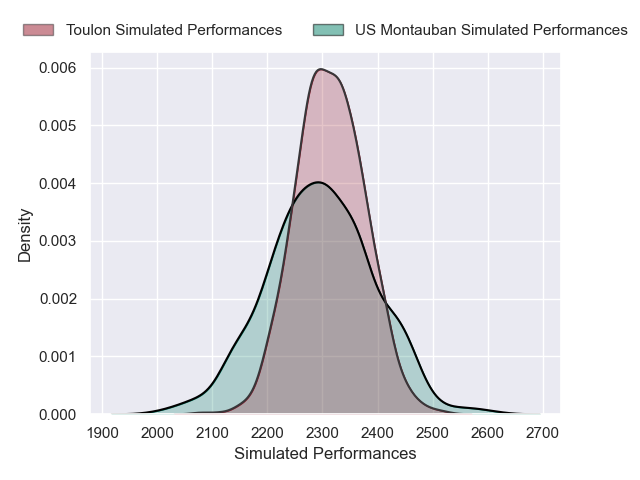 Toulon Simulated Performances US Montauban Simulated Performances
0.006
0.005
0.004
0.003
0.002
0.001
0.000
Density
1900 2000 2100 2200 2300 2400 2500 2600 2700
Simulated Performances